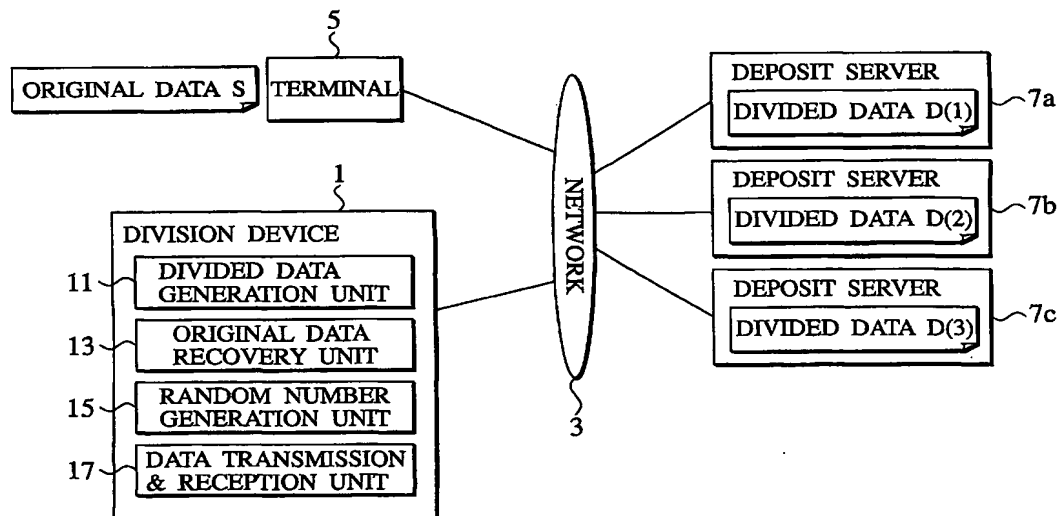 5
ORIGINAL DATA S
TERMINAL
1
DIVISION DEVICE
11
DIVIDED DATA
GENERATION UNIT
13
ORIGINAL DATA
RECOVERY UNIT
15
RANDOM NUMBER
GENERATION UNIT
17
DATA TRANSMISSION
& RECEPTION UNIT
NETWORK
3
DEPOSIT SERVER
DIVIDED DATA D(1)
7a
DEPOSIT SERVER
DIVIDED DATA D(2)
7b
DEPOSIT SERVER
DIVIDED DATA D(3)
7c